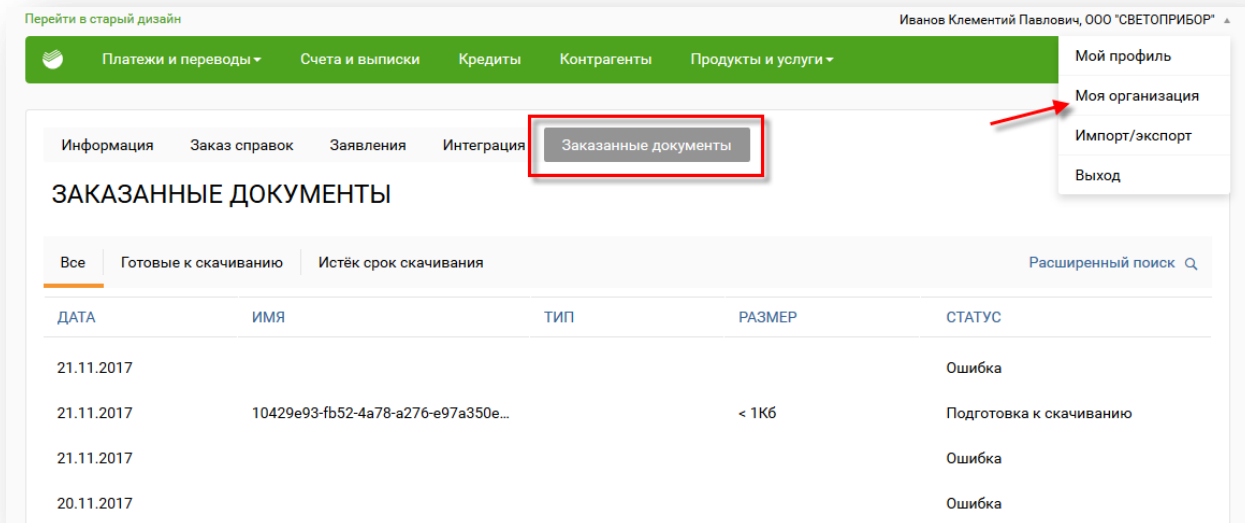 Перейти в старый дизайн
Иванов Клементий Павлович, ООО "СВЕТОПРИБОР"
Платежи и переводы Счета и выписки Кредиты Контрагенты Продукты и услуги
Мой профиль
Моя организация
Импорт/экспорт
Выход
Информация Заказ справок Заявления Интеграция Заказанные документы
ЗАКАЗАННЫЕ ДОКУМЕНТЫ
Все Готовые к скачиванию Истёк срок скачивания Расширенный поиск
ДАТА ИМЯ ТИП РАЗМЕР СТАТУС
21.11.2017 Ошибка
21.11.2017 10429e93-fb52-4a78-a276-e97a350e... < 1Кб Подготовка к скачиванию
21.11.2017 Ошибка
20.11.2017 Ошибка